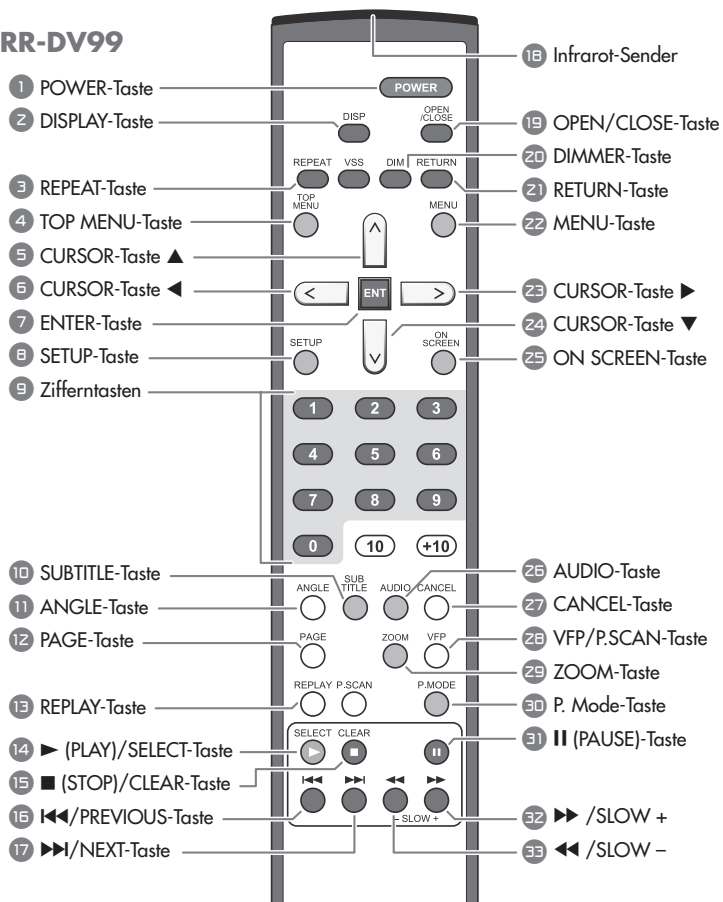 RR-DV99
1 POWER-Taste
2 DISPLAY-Taste
3 REPEAT-Taste
4 TOP MENU-Taste
5 CURSOR-Taste ▲
6 CURSOR-Taste ◀
7 ENTER-Taste
8 SETUP-Taste
9 Zifferntasten
10 SUBTITLE-Taste
11 ANGLE-Taste
12 PAGE-Taste
13 REPLAY-Taste
14 ► (PLAY)/SELECT-Taste
15 ■ (STOP)/CLEAR-Taste
16 I◀◀/PREVIOUS-Taste
17 ▶▶I/NEXT-Taste
POWER
DISP
OPEN
/CLOSE
REPEAT VSS DIM RETURN
TOP
MENU
MENU
<
ENT
>
SETUP
ON
SCREEN
1 2 3
4 5 6
7 8 9
0 10 +10
ANGLE
SUB
TITLE
AUDIO CANCEL
PAGE ZOOM VFP
REPLAY P.SCAN P.MODE
SELECT CLEAR
I◀◀ ▶▶I ◀◀ ▶▶
– SLOW +
18 Infrarot-Sender
19 OPEN/CLOSE-Taste
20 DIMMER-Taste
21 RETURN-Taste
22 MENU-Taste
23 CURSOR-Taste ▶
24 CURSOR-Taste ▼
25 ON SCREEN-Taste
26 AUDIO-Taste
27 CANCEL-Taste
28 VFP/P.SCAN-Taste
29 ZOOM-Taste
30 P. Mode-Taste
31 II (PAUSE)-Taste
32 ▶▶ /SLOW +
33 ◀◀ /SLOW –